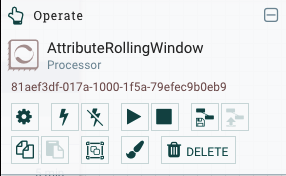 Operate
AttributeRollingWindow
Processor
81aef3df-017a-1000-1f5a-79efec9b0eb9
DELETE